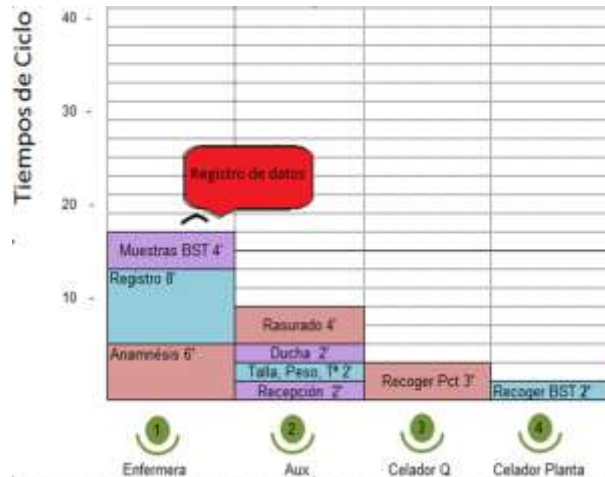 Tiempos de Ciclo
40 -
30 -
20 -
10 -
Registro de datos
Muestras BST 4'
Registro 8'
Anamnésis 6"
Rasurado 4'
Ducha 2'
Talla, Peso, Tª 2'
Recepción 2"
Recoger Pct 3"
Recoger BST 2"
1
2
3
4
Enfermera
Aux
Celador Q
Celador Planta